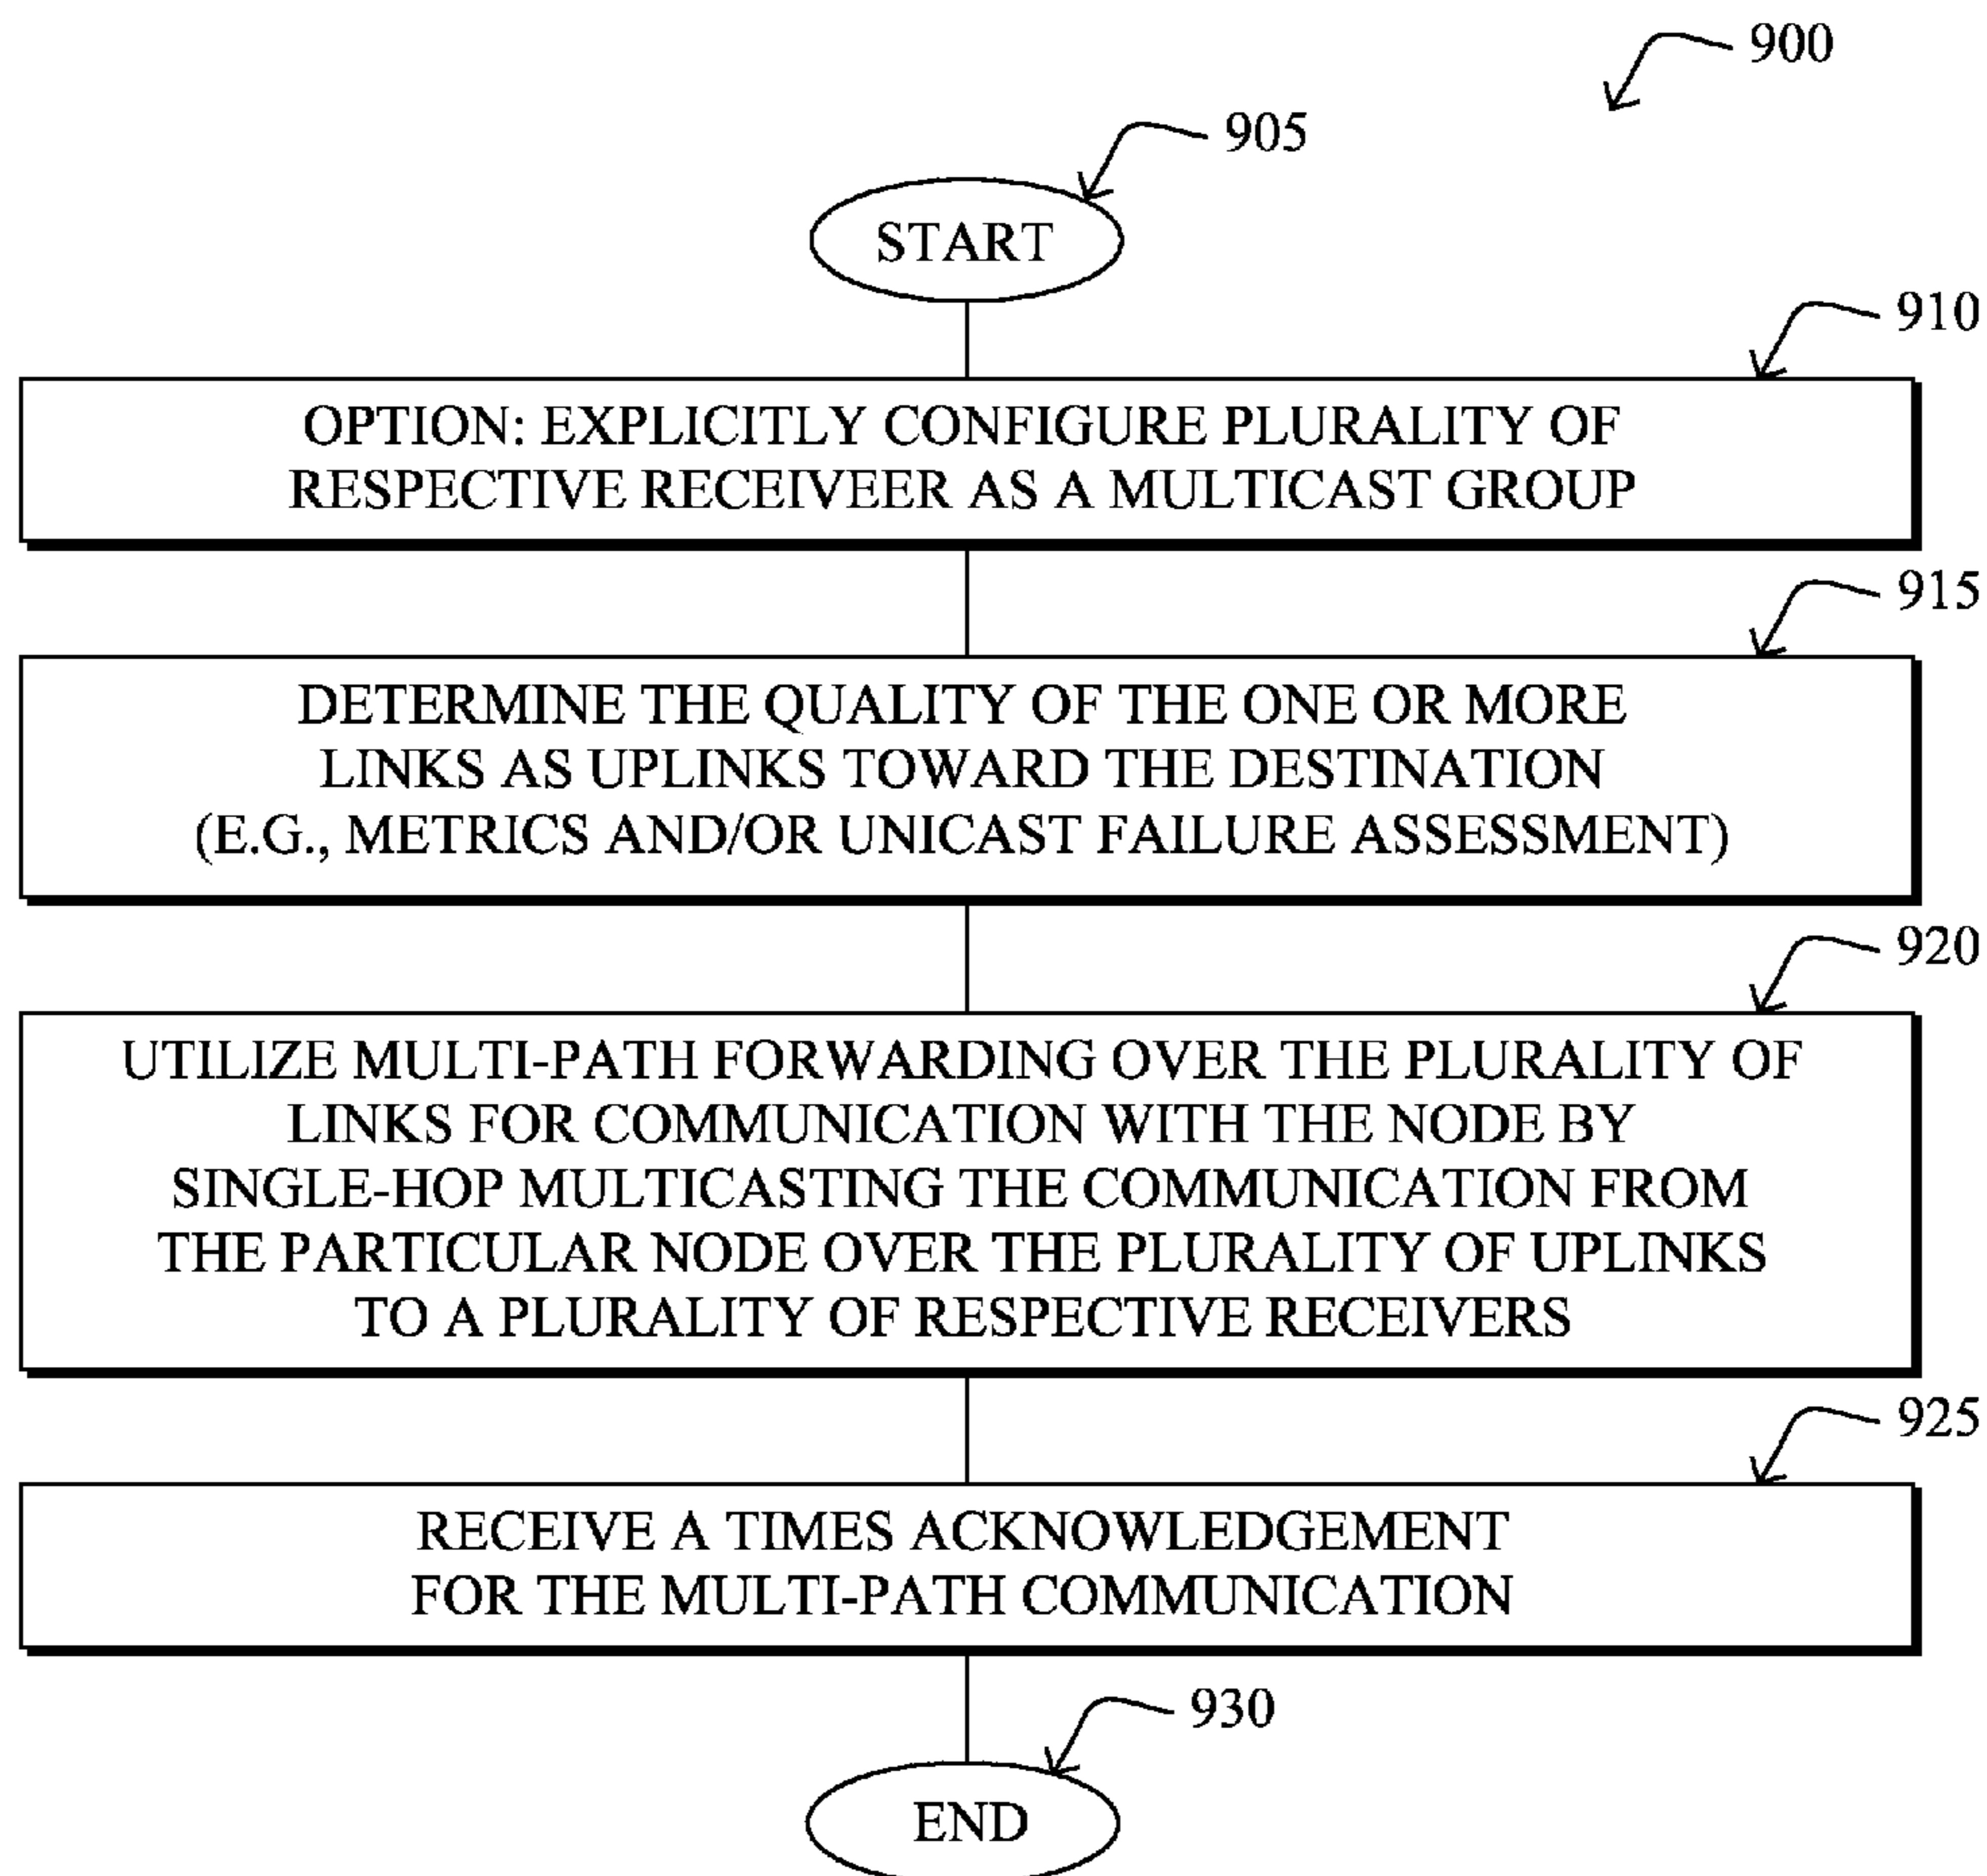 900
905
START
910
OPTION: EXPLICITLY CONFIGURE PLURALITY OF
RESPECTIVE RECEIVEER AS A MULTICAST GROUP
915
DETERMINE THE QUALITY OF THE ONE OR MORE
LINKS AS UPLINKS TOWARD THE DESTINATION
(E.G., METRICS AND/OR UNICAST FAILURE ASSESSMENT)
920
UTILIZE MULTI-PATH FORWARDING OVER THE PLURALITY OF
LINKS FOR COMMUNICATION WITH THE NODE BY
SINGLE-HOP MULTICASTING THE COMMUNICATION FROM
THE PARTICULAR NODE OVER THE PLURALITY OF UPLINKS
TO A PLURALITY OF RESPECTIVE RECEIVERS
925
RECEIVE A TIMES ACKNOWLEDGEMENT
FOR THE MULTI-PATH COMMUNICATION
930
END